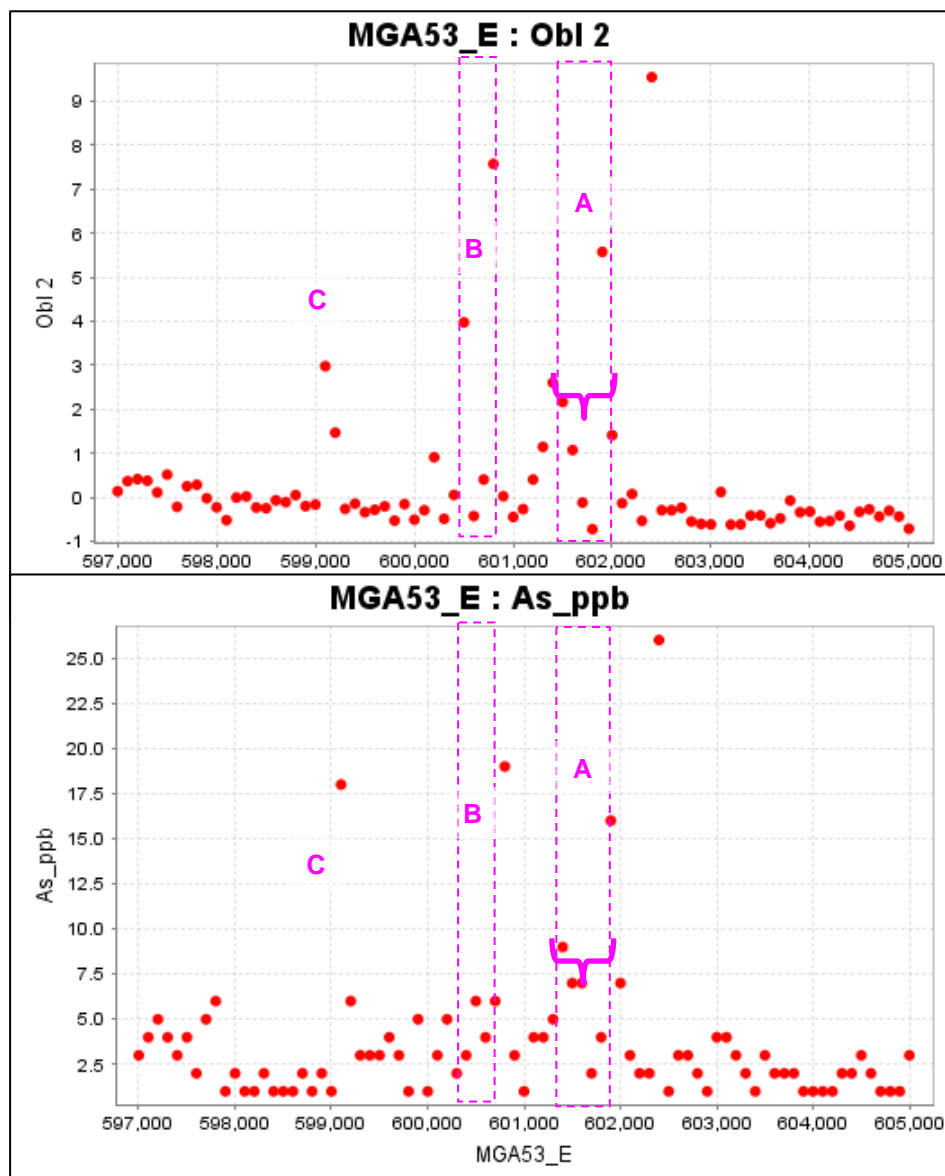 MGA53_E : Obl 2
Obl 2
9
8
7
6
5
4
3
2
1
0
-1
A
B
C
597,000 598,000 599,000 600,000 601,000 602,000 603,000 604,000 605,000
MGA53_E : As_ppb
As_ppb
25.0
22.5
20.0
17.5
15.0
12.5
10.0
7.5
5.0
2.5
A
B
C
597,000 598,000 599,000 600,000 601,000 602,000 603,000 604,000 605,000
MGA53_E